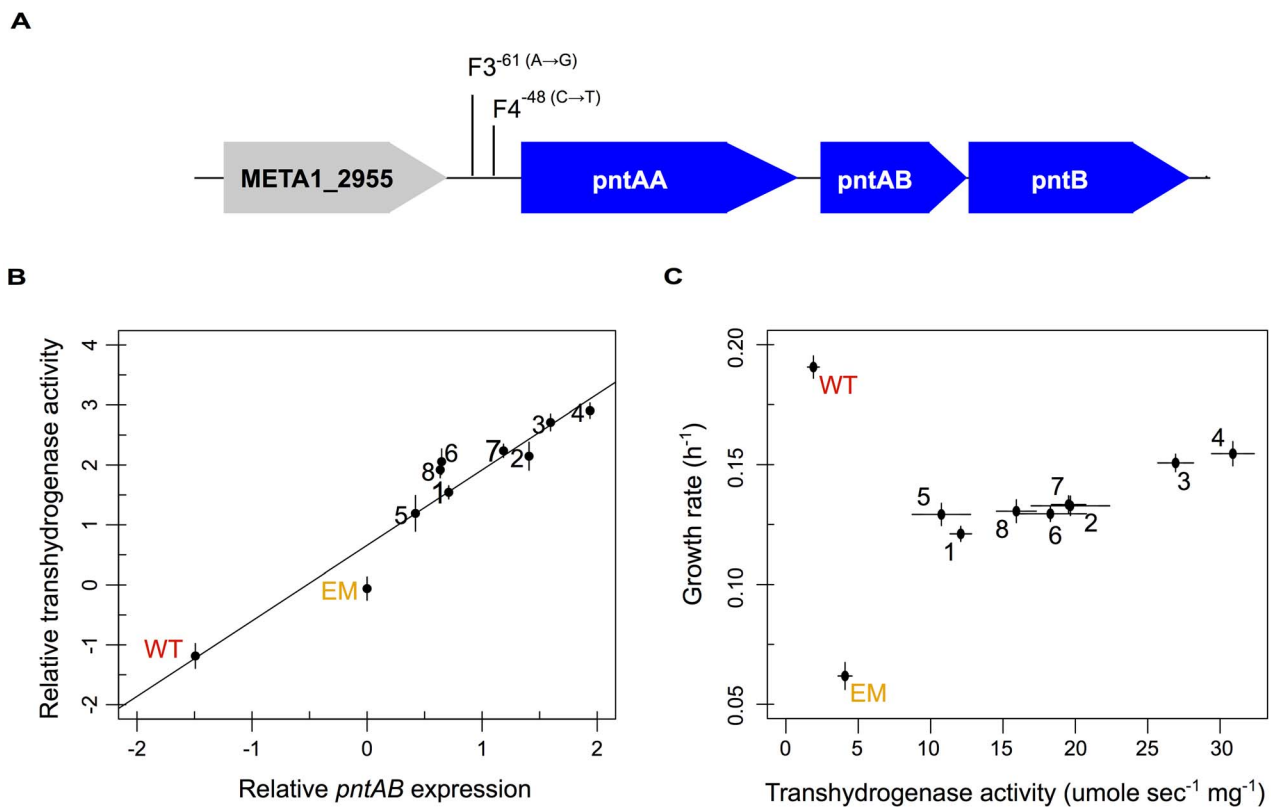 A
F3-61 (A→G)
F4-48 (C→T)
META1_2955
pntAA
pntAB
pntB
B
C
Relative transhydrogenase activity
4
3
2
1
0
-1
-2
WT
EM
5
8
6
1
7
2
3
4
-2
-1
0
1
2
Relative pntAB expression
Growth rate (h-1)
0.20
0.15
0.10
0.05
WT
EM
5
1
8
6
7
2
3
4
0
5
10
15
20
25
30
Transhydrogenase activity (umole sec-1 mg-1)